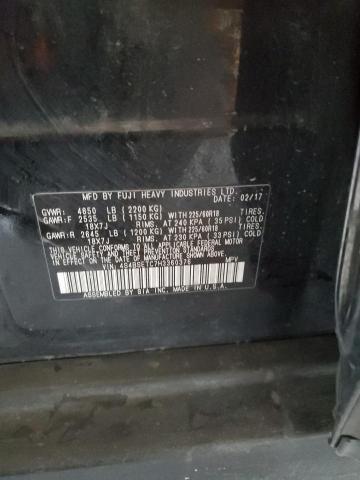 MFD BY FUJI HEAVY INDUSTRIES LTD.
DATE: 02/17
GVWR: 4850 LB (2200 KG)
GAWR:F 2535 LB (1150 KG) WITH 225/60R18
18X7J RIMS, AT 240 KPA (35 PSI) COLD
GAWR:R 2645 LB (1200 KG) WITH 225/60R18
18X7J RIMS, AT 230 KPA (33 PSI) COLD
THIS VEHICLE CONFORMS TO ALL APPLICABLE FEDERAL MOTOR
VEHICLE SAFETY, BUMPER, AND THEFT PREVENTION STANDARDS
IN EFFECT ON THE DATE OF MANUFACTURE SHOWN ABOVE.
VIN: 4S4BSETC7H3360376 MPV
ASSEMBLED BY SIA, INC. IN U.S.A.